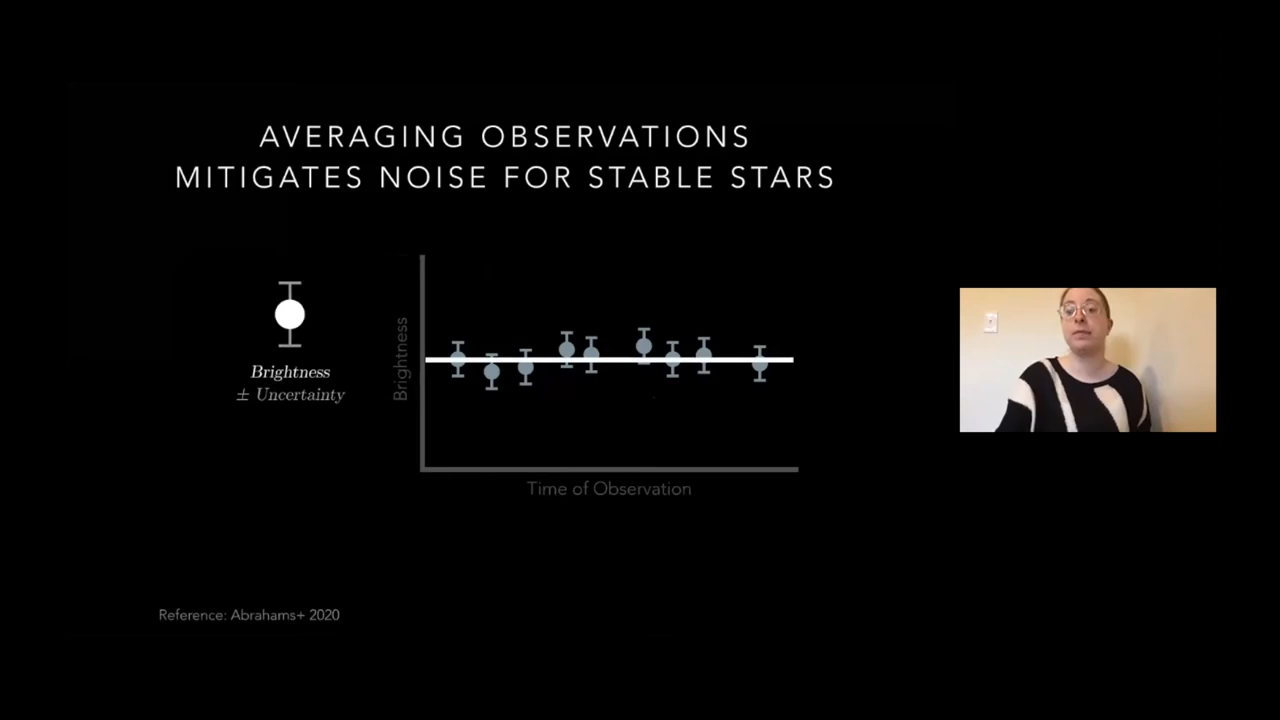 AVERAGING OBSERVATIONS
MITIGATES NOISE FOR STABLE STARS
Brightness
± Uncertainty
Brightness
Time of Observation
Reference: Abrahams+ 2020